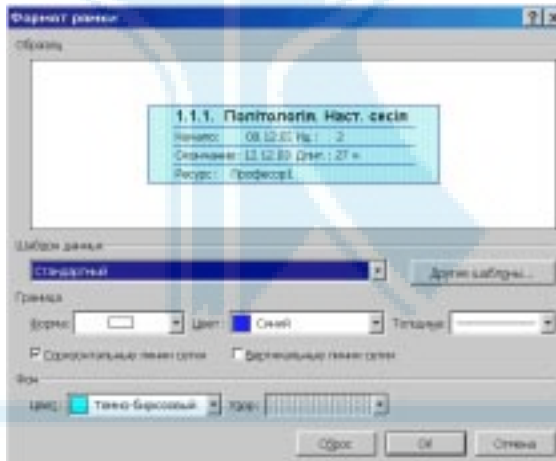 Формат рамки
Образец
1.1.1. Політологія. Наст. сесія
Начало: 08.12.03 Ид.: 2
Окончание: 12.12.03 Длит.: 27 ч
Ресурс: Професор1
Шаблон данных
Стандартный
Другие шаблоны...
Граница
Форма: Цвет: Синий Толщина:
Горизонтальные линии сетки Вертикальные линии сетки
Фон
Цвет: Темно-бирюзовый Узор:
Сброс ОК Отмена